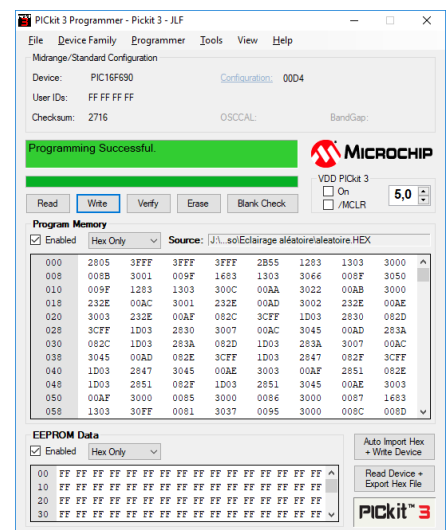 PICkit 3 Programmer - Pickit 3 - JLF
File Device Family Programmer Tools View Help
Midrange/Standard Configuration
Device: PIC16F690 Configuration: 00D4
User IDs: FF FF FF FF
Checksum: 2716 OSCCAL: BandGap:
Programming Successful.
MICROCHIP
VDD PICkit 3
On
/MCLR
5,0
Read Write Verify Erase Blank Check
Program Memory
Enabled Hex Only Source: J:\...so\Eclairage aléatoire\aleatoire.HEX
000 2805 3FFF 3FFF 3FFF 2B55 1283 1303 3000
008 008B 3001 009F 1683 1303 3066 008F 3050
010 009F 1283 1303 300C 00AA 3022 00AB 3000
018 232E 00AC 3001 232E 00AD 3002 232E 00AE
020 3003 232E 00AF 082C 3CFF 1D03 2830 082D
028 3CFF 1D03 2830 3007 00AC 3045 00AD 283A
030 082C 1D03 283A 082D 1D03 283A 3007 00AC
038 3045 00AD 082E 3CFF 1D03 2847 082F 3CFF
040 1D03 2847 3045 00AE 3003 00AF 2851 082E
048 1D03 2851 082F 1D03 2851 3045 00AE 3003
050 00AF 3000 0085 3000 0086 3000 0087 1683
058 1303 30FF 0081 3037 0095 3000 008C 008D
EEPROM Data
Enabled Hex Only
00 FF FF FF FF FF FF FF FF FF FF FF FF FF FF FF FF
10 FF FF FF FF FF FF FF FF FF FF FF FF FF FF FF FF
20 FF FF FF FF FF FF FF FF FF FF FF FF FF FF FF FF
30 FF FF FF FF FF FF FF FF FF FF FF FF FF FF FF FF
Auto Import Hex
+ Write Device
Read Device +
Export Hex File
PICkit™ 3